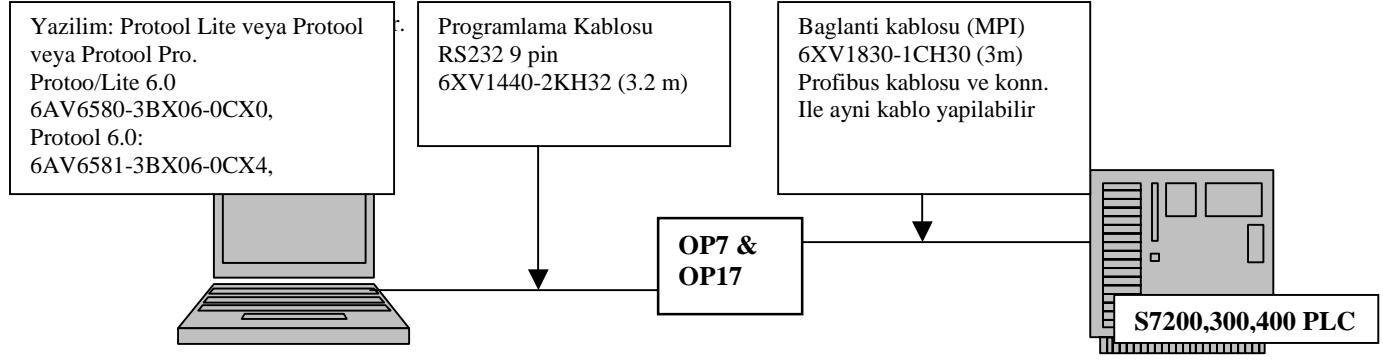 Yazilim: Protool Lite veya Protool
veya Protool Pro.
Protoo/Lite 6.0
6AV6580-3BX06-0CX0,
Protool 6.0:
6AV6581-3BX06-0CX4,
r.
Programlama Kablosu
RS232 9 pin
6XV1440-2KH32 (3.2 m)
Baglanti kablosu (MPI)
6XV1830-1CH30 (3m)
Profibus kablosu ve konn.
Ile ayni kablo yapilabilir
OP7 &
OP17
S7200,300,400 PLC